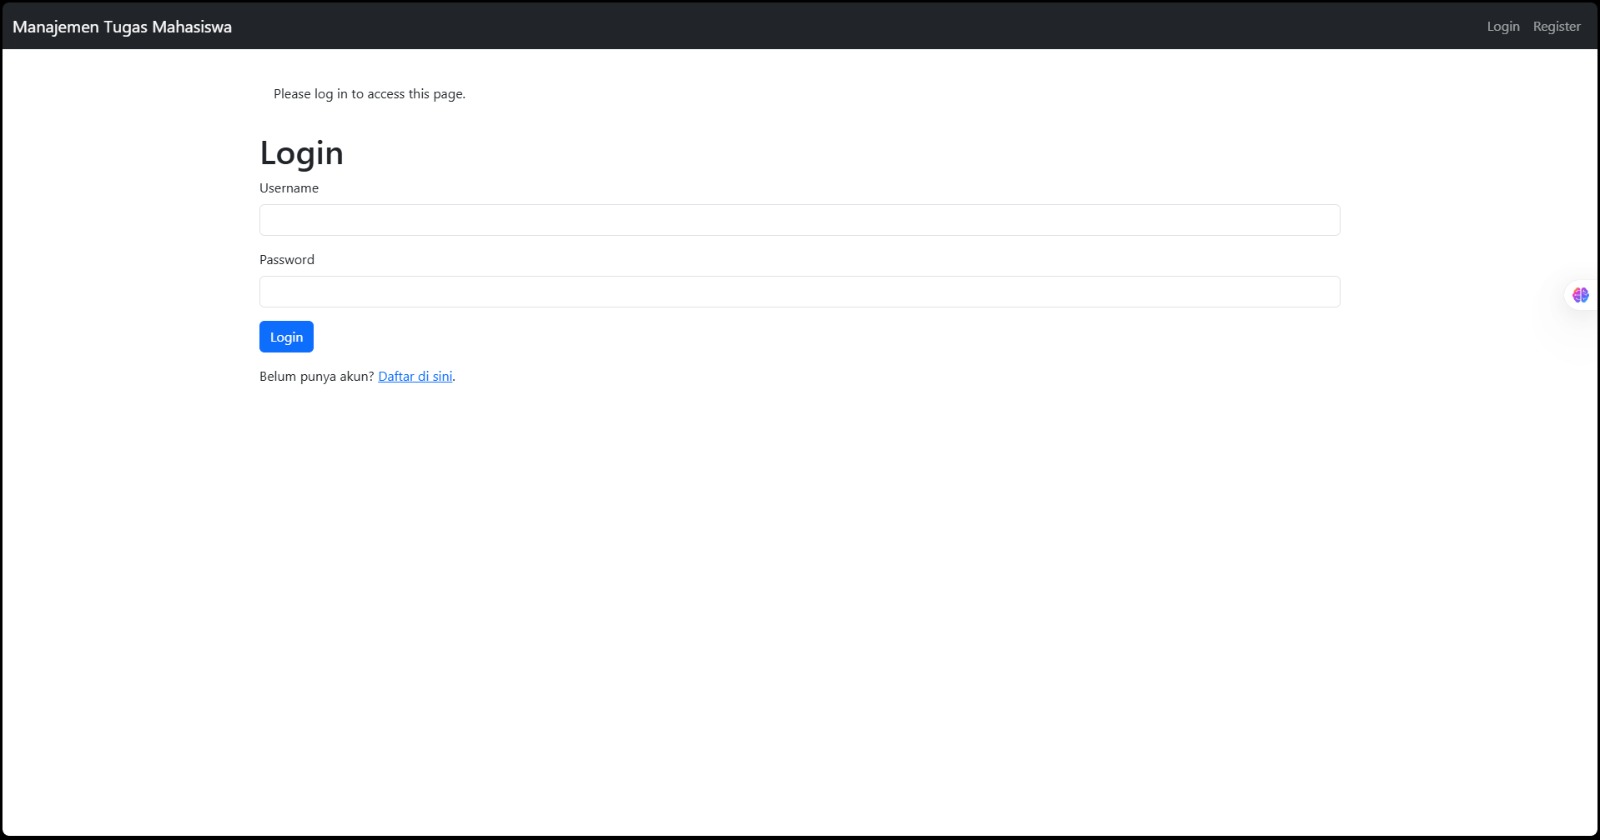 Manajemen Tugas Mahasiswa
Login Register
Please log in to access this page.
Login
Username
Password
Login
Belum punya akun? Daftar di sini.